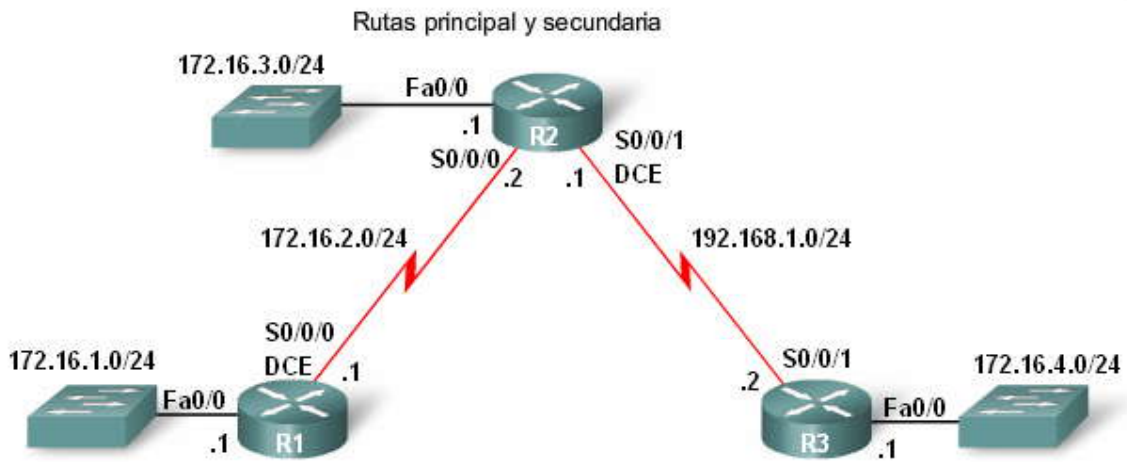 Rutas principal y secundaria
172.16.3.0/24
Fa0/0
.1
R2
S0/0/0
.2
.1
S0/0/1
DCE
172.16.2.0/24
192.168.1.0/24
S0/0/0
DCE
.1
172.16.1.0/24
Fa0/0
.1
R1
S0/0/1
.2
172.16.4.0/24
Fa0/0
.1
R3